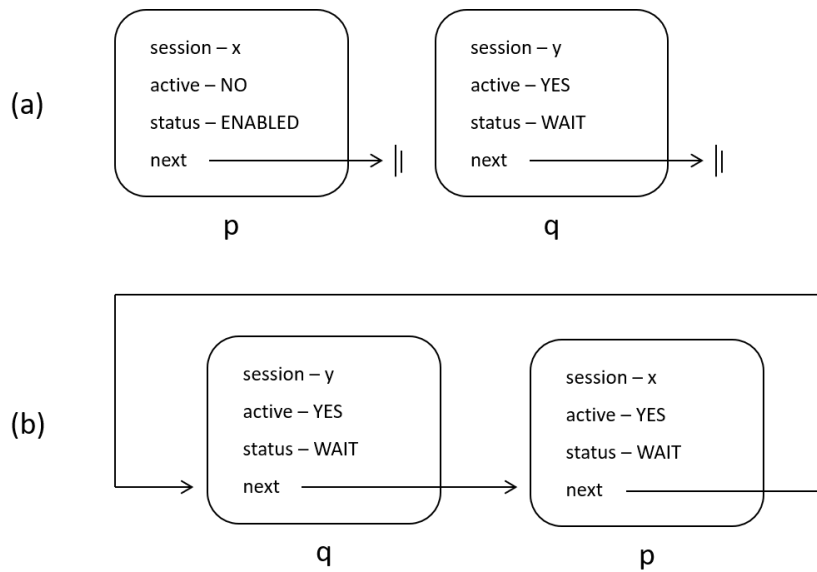 (a)
session – x
active – NO
status – ENABLED
next
p
session – y
active – YES
status – WAIT
next
q
(b)
session – y
active – YES
status – WAIT
next
q
session – x
active – YES
status – WAIT
next
p